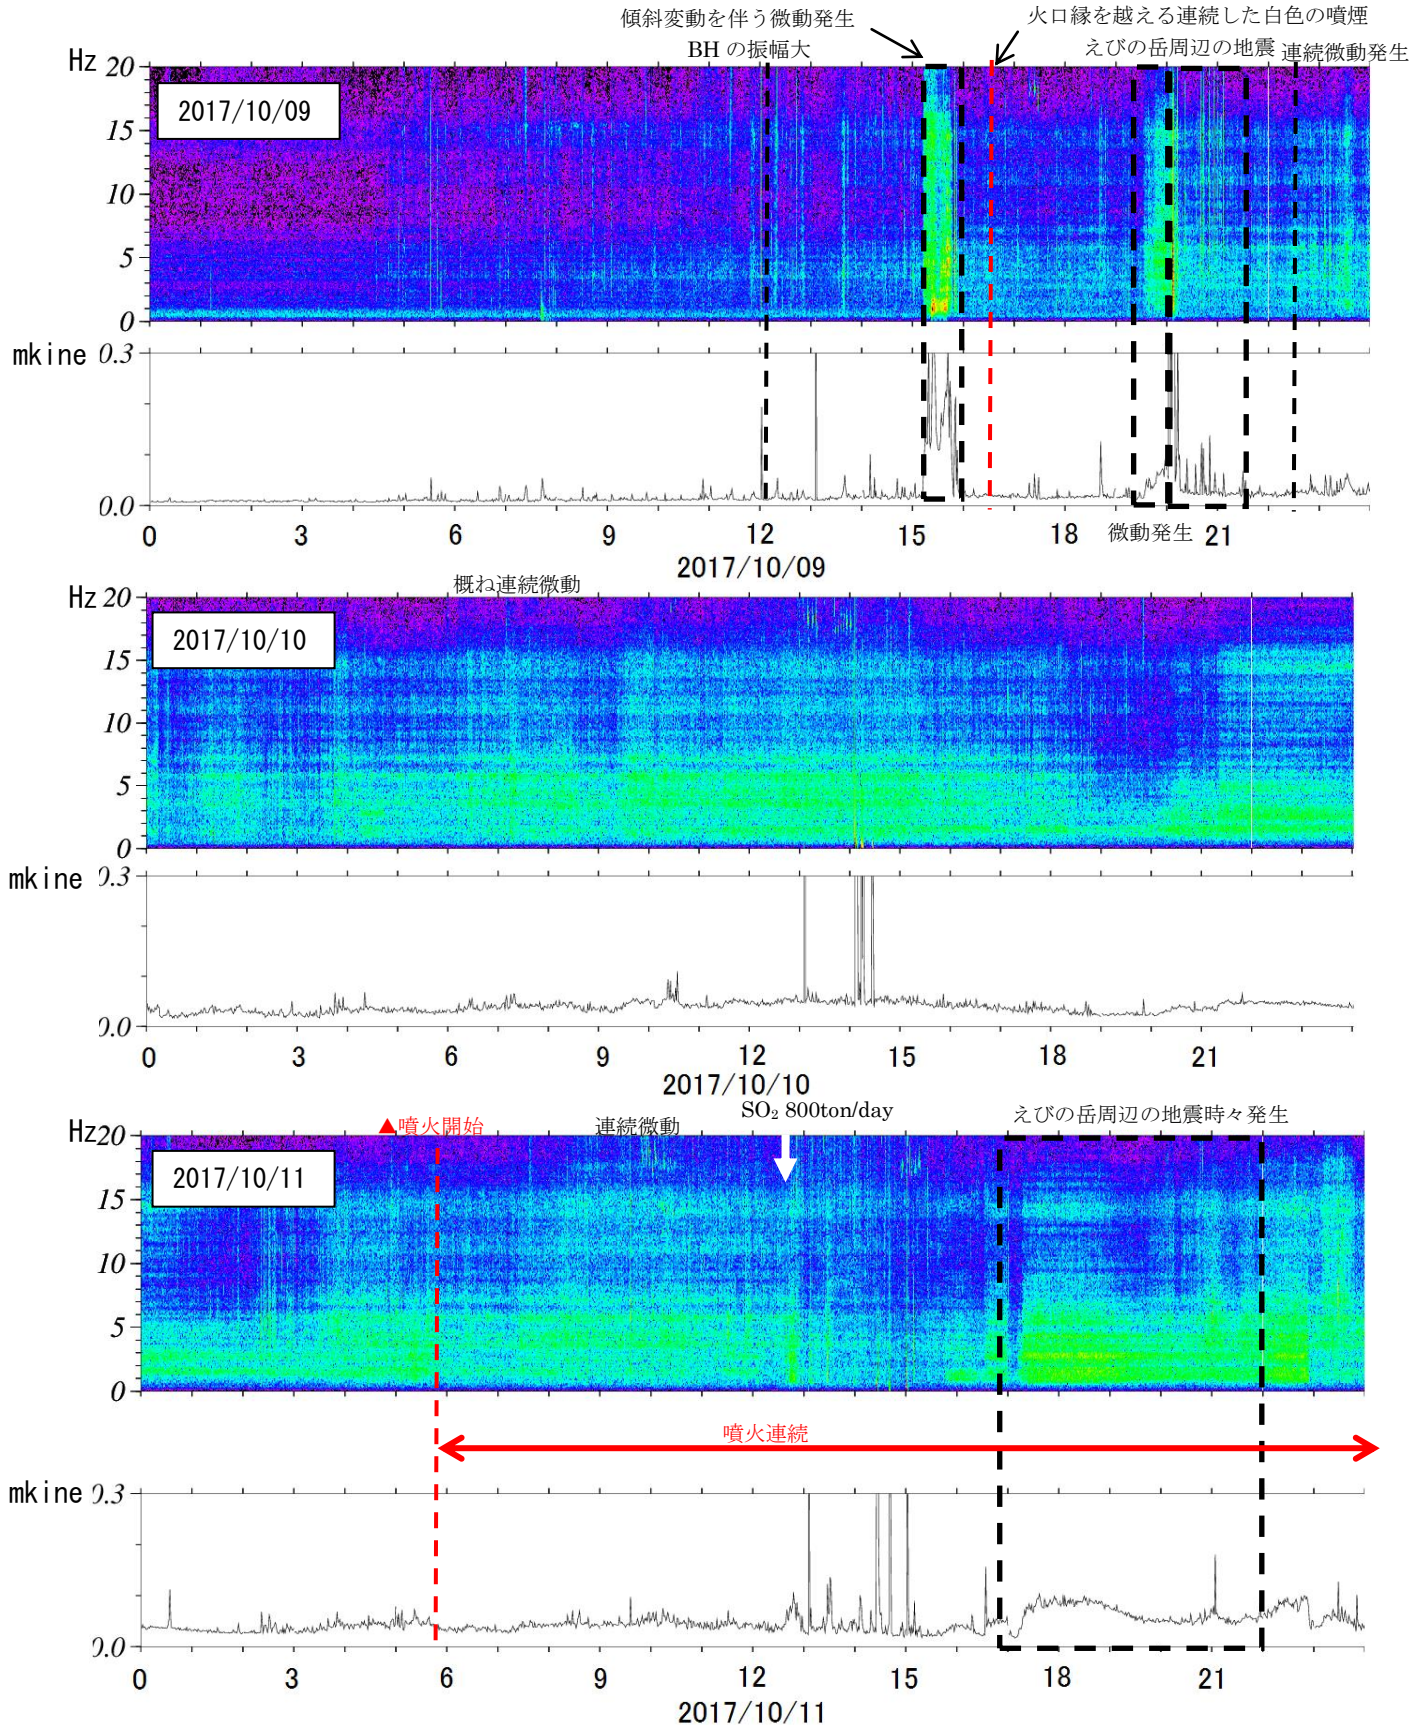 傾斜変動を伴う微動発生
火口縁を越える連続した白色の噴煙
BH の振幅大
えびの岳周辺の地震
連続微動発生
Hz
20
15
10
5
0
2017/10/09
mkine
0.3
0.0
0 3 6 9 12 15 18 21
微動発生
2017/10/09
概ね連続微動
Hz
20
15
10
5
0
2017/10/10
mkine
0.3
0.0
0 3 6 9 12 15 18 21
2017/10/10
SO₂ 800ton/day
▲噴火開始
連続微動
えびの岳周辺の地震時々発生
Hz
20
15
10
5
0
2017/10/11
噴火連続
mkine
0.3
0.0
0 3 6 9 12 15 18 21
2017/10/11